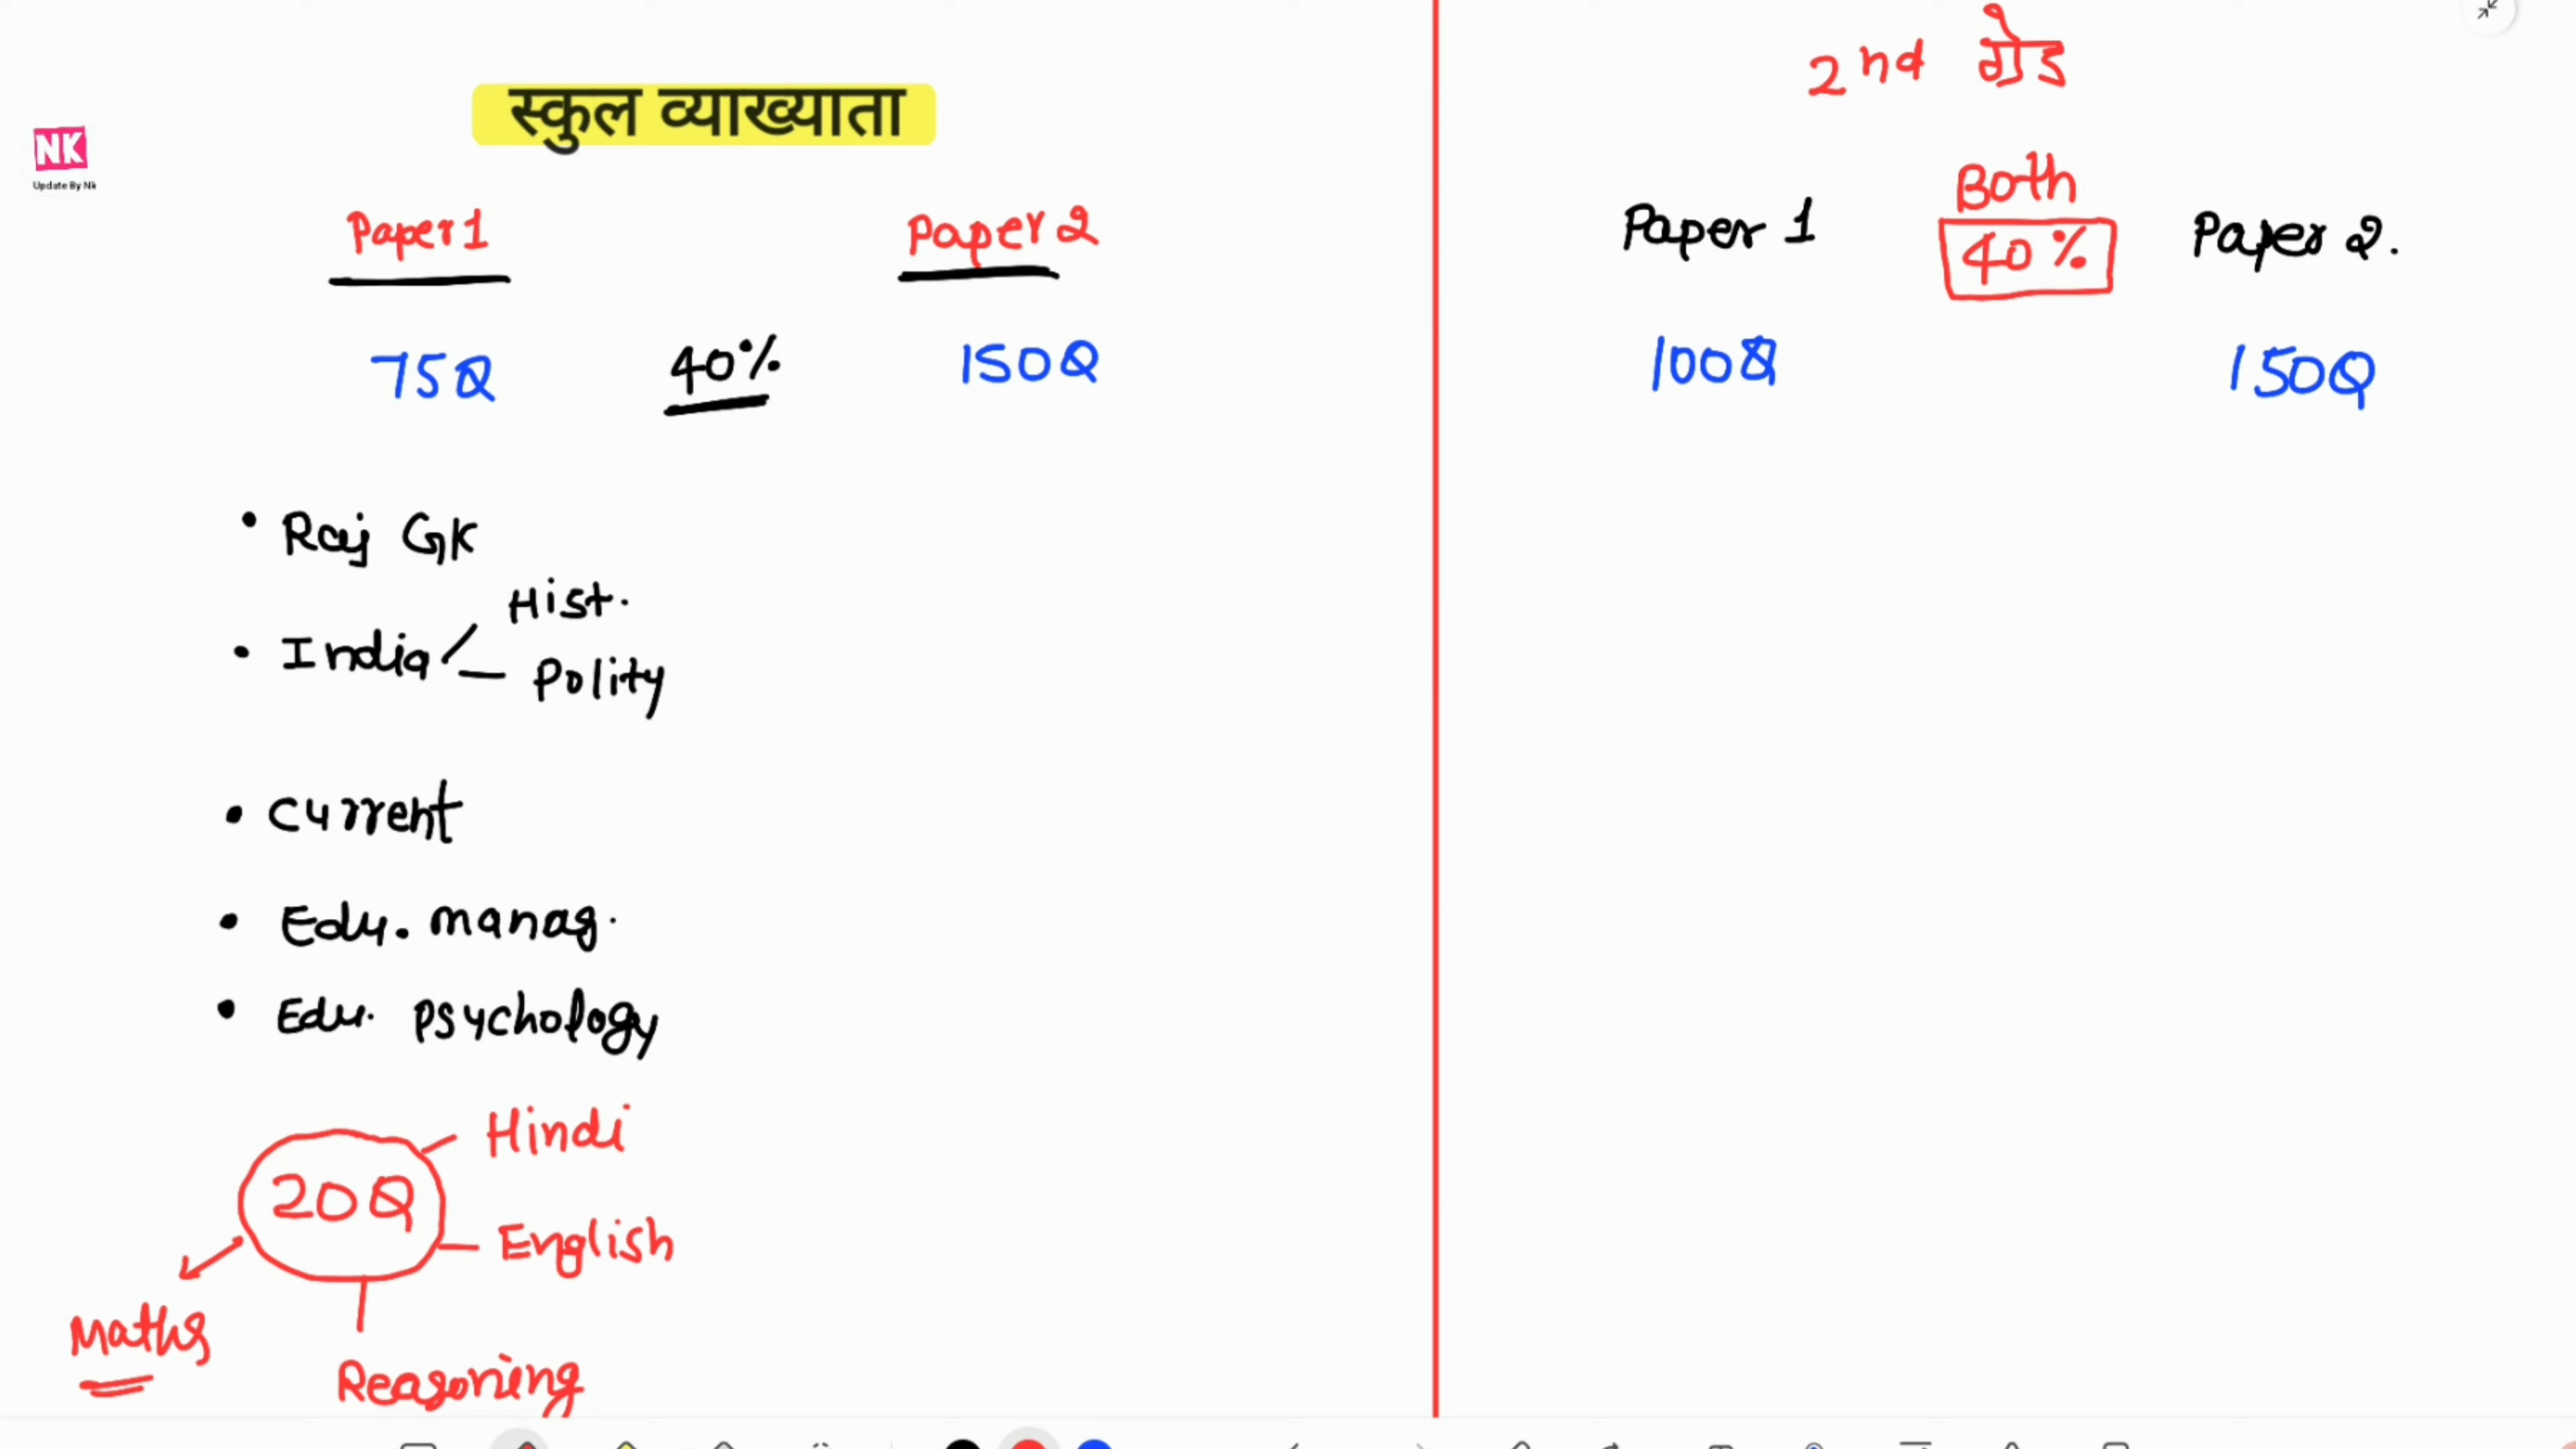 स्कुल व्याख्याता
NK
Update By Nk
Paper 1
Paper 2
75Q
40%
150Q
• Raj GK
• India
Hist.
Polity
• Current
• Edu. manag.
• Edu. Psychology
20Q
Hindi
English
Maths
Reasoning
2nd ग्रेड
Paper 1
Both
40%
Paper 2.
100Q
150Q